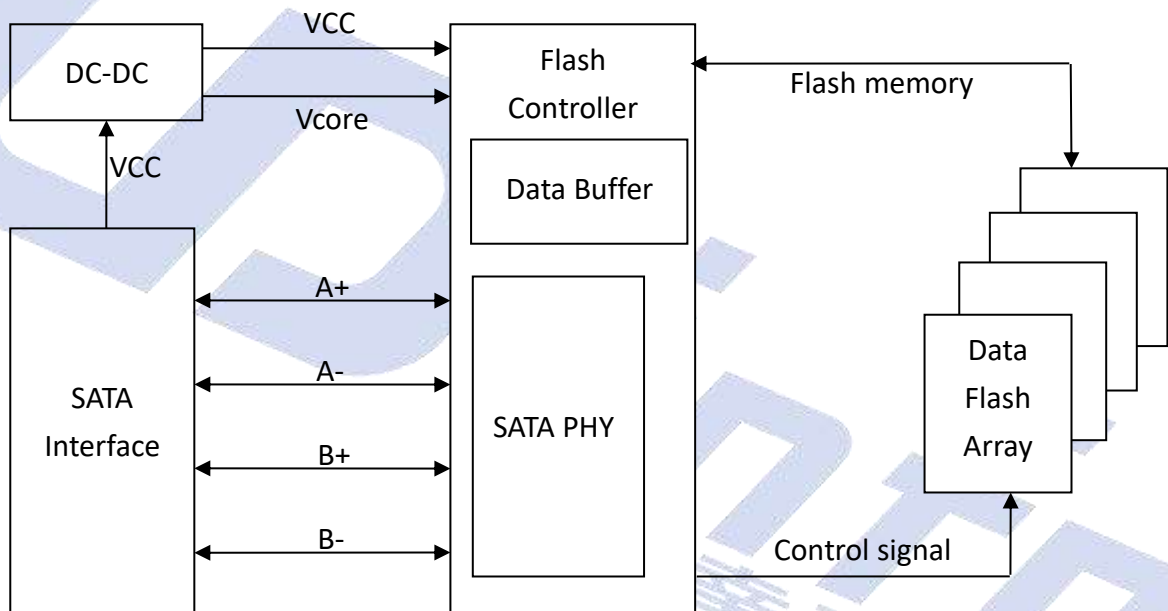 VCC
DC-DC
Vcore
VCC
Flash
Controller
Data Buffer
Flash memory
A+
A-
B+
B-
SATA
Interface
SATA PHY
Data
Flash
Array
Control signal